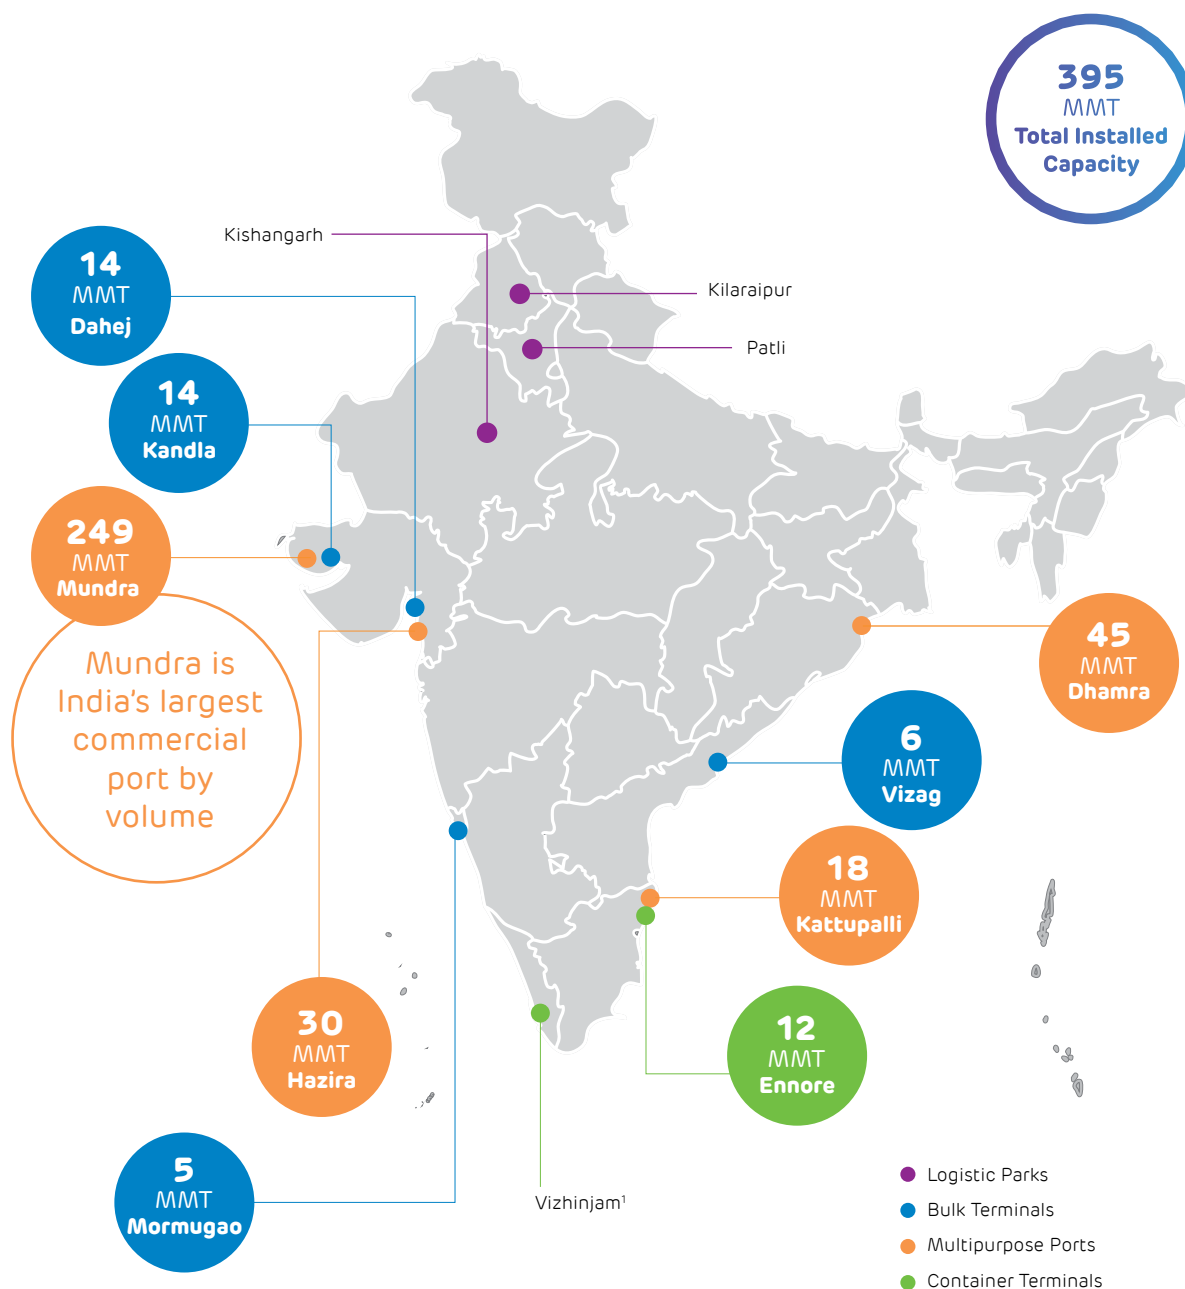 395
MMT
Total Installed
Capacity
Kishangarh
14
MMT
Dahej
Kilaraipur
Patli
14
MMT
Kandla
249
MMT
Mundra
Mundra is
India's largest
commercial
port by
volume
45
MMT
Dhamra
6
MMT
Vizag
18
MMT
Kattupalli
30
MMT
Hazira
12
MMT
Ennore
5
MMT
Mormugao
Vizhinjam¹
Logistic Parks
Bulk Terminals
Multipurpose Ports
Container Terminals